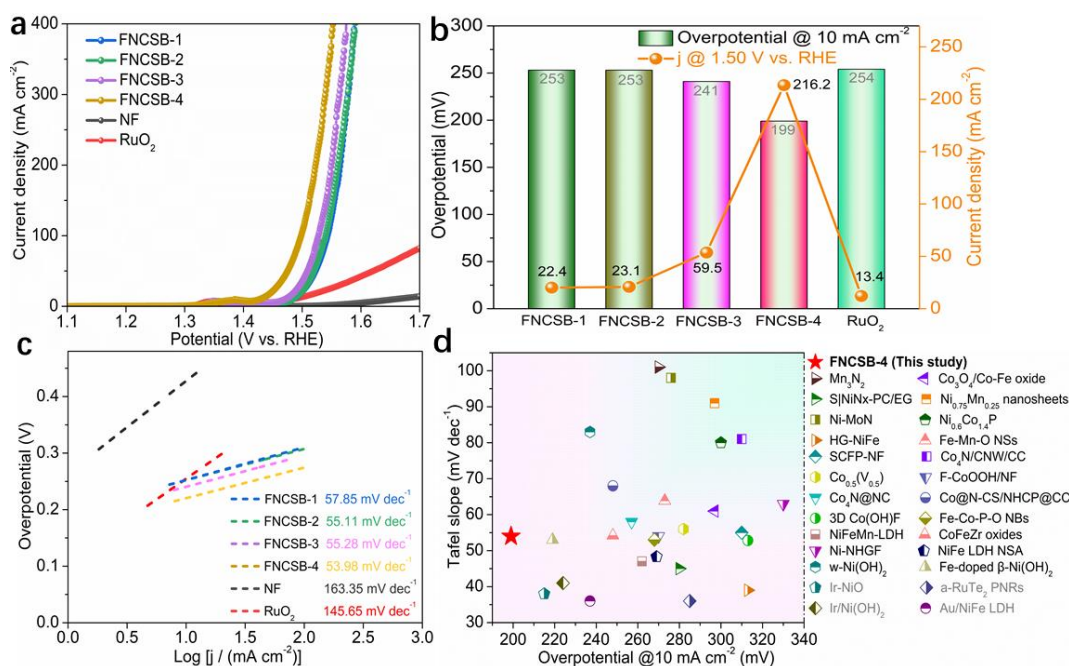 a
400
300
200
100
0
Current density (mA cm⁻²)
FNCSB-1
FNCSB-2
FNCSB-3
FNCSB-4
NF
RuO₂
1.1 1.2 1.3 1.4 1.5 1.6 1.7
Potential (V vs. RHE)
b
300
250
200
150
100
50
0
Overpotential (mV)
Overpotential @ 10 mA cm⁻²
j @ 1.50 V vs. RHE
253 253 241 199 254
216.2
22.4 23.1 59.5 13.4
FNCSB-1 FNCSB-2 FNCSB-3 FNCSB-4 RuO₂
250
200
150
100
50
0
Current density (mA cm⁻²)
c
0.4
0.2
0.0
Overpotential (V)
FNCSB-1 57.85 mV dec⁻¹
FNCSB-2 55.11 mV dec⁻¹
FNCSB-3 55.28 mV dec⁻¹
FNCSB-4 53.98 mV dec⁻¹
NF 163.35 mV dec⁻¹
RuO₂ 145.65 mV dec⁻¹
0.0 0.5 1.0 1.5 2.0 2.5 3.0
Log [j / (mA cm⁻²)]
d
100
90
80
70
60
50
40
30
Tafel slope (mV dec⁻¹)
200 220 240 260 280 300 320 340
Overpotential @10 mA cm⁻² (mV)
FNCSB-4 (This study)
Mn₃N₂
Co₃O₄/Co-Fe oxide
S|NiNx-PC/EG
Ni₀.₇₅Mn₀.₂₅ nanosheets
Ni-MoN
Ni₀.₆Co₁.₄P
HG-NiFe
Fe-Mn-O NSs
SCFP-NF
Co₄N/CNW/CC
Co₀.₅(V₀.₅)
F-CoOOH/NF
Co₄N@NC
Co@N-CS/NHCP@CC
3D Co(OH)F
Fe-Co-P-O NBs
NiFeMn-LDH
CoFeZr oxides
Ni-NHGF
NiFe LDH NSA
w-Ni(OH)₂
Fe-doped β-Ni(OH)₂
Ir-NiO
a-RuTe₂ PNRs
Ir/Ni(OH)₂
Au/NiFe LDH